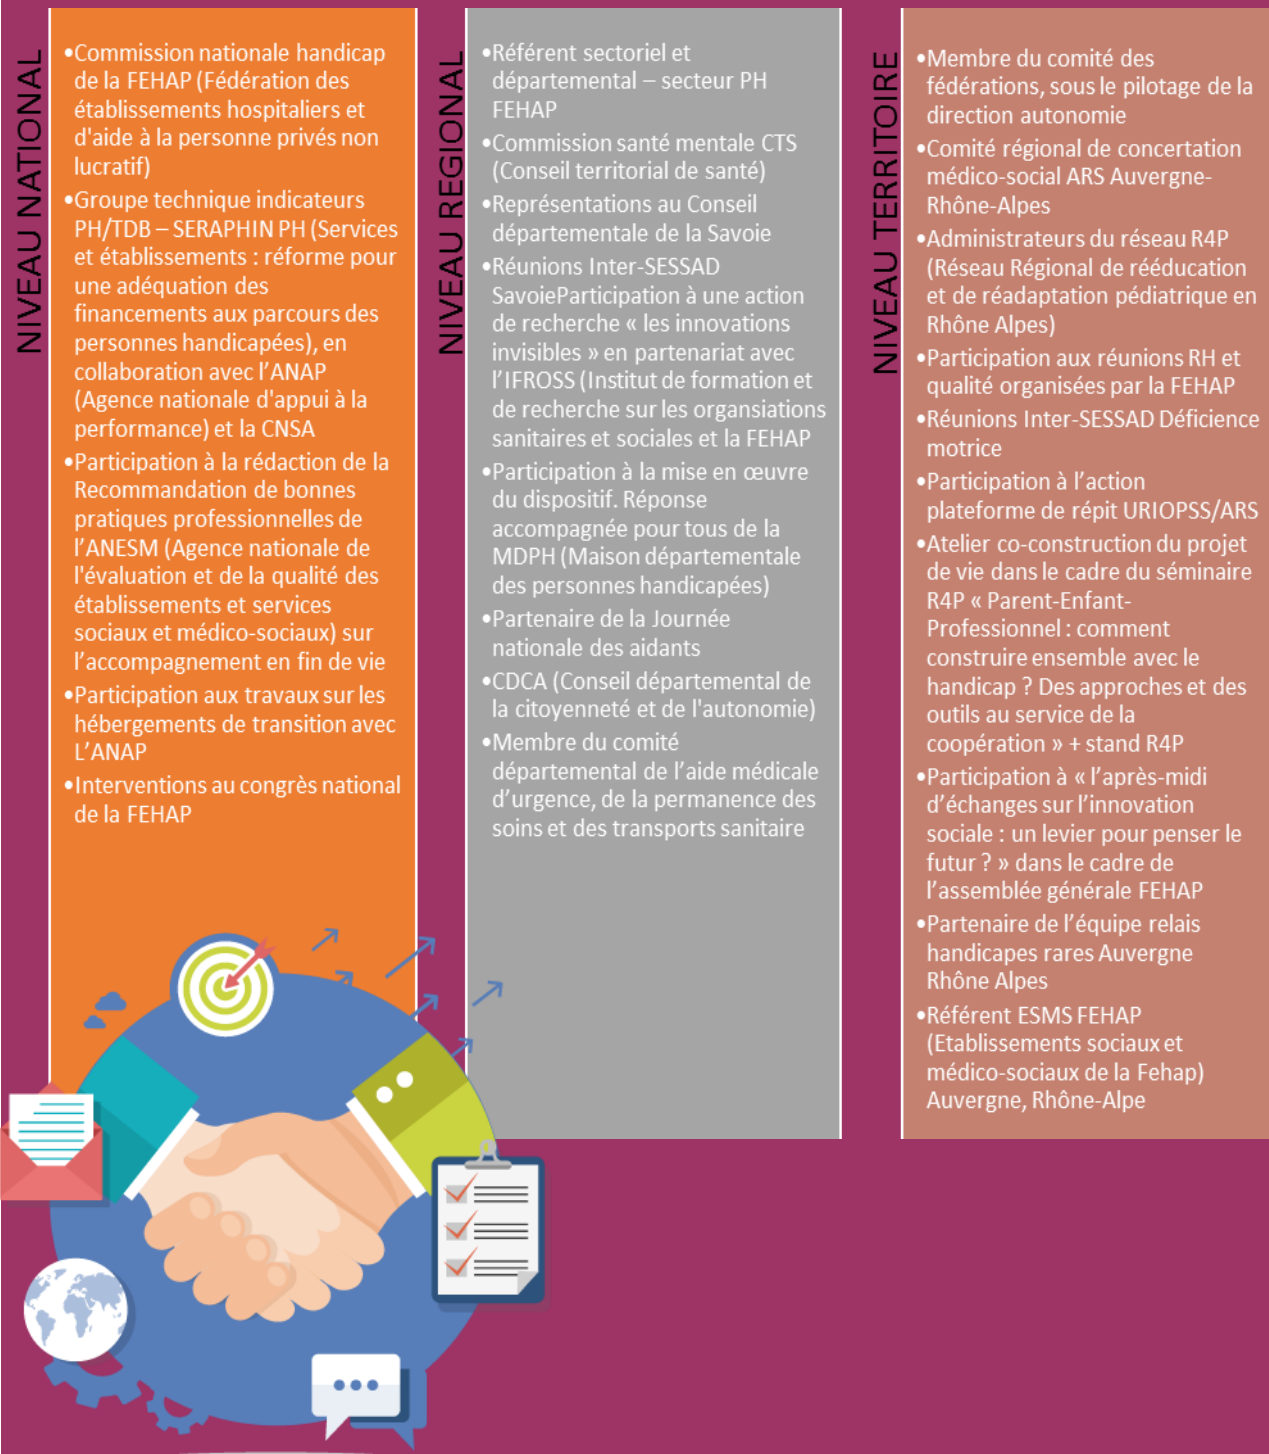 NIVEAU NATIONAL
•Commission nationale handicap
de la FEHAP (Fédération des
établissements hospitaliers et
d'aide à la personne privés non
lucratif)
•Groupe technique indicateurs
PH/TDB – SERAPHIN PH (Services
et établissements : réforme pour
une adéquation des
financements aux parcours des
personnes handicapées), en
collaboration avec l’ANAP
(Agence nationale d'appui à la
performance) et la CNSA
•Participation à la rédaction de la
Recommandation de bonnes
pratiques professionnelles de
l’ANESM (Agence nationale de
l'évaluation et de la qualité des
établissements et services
sociaux et médico-sociaux) sur
l’accompagnement en fin de vie
•Participation aux travaux sur les
hébergements de transition avec
L’ANAP
•Interventions au congrès national
de la FEHAP
NIVEAU REGIONAL
•Référent sectoriel et
départemental – secteur PH
FEHAP
•Commission santé mentale CTS
(Conseil territorial de santé)
•Représentations au Conseil
départementale de la Savoie
•Réunions Inter-SESSAD
SavoieParticipation à une action
de recherche « les innovations
invisibles » en partenariat avec
l’IFROSS (Institut de formation et
de recherche sur les organsiations
sanitaires et sociales et la FEHAP
•Participation à la mise en œuvre
du dispositif. Réponse
accompagnée pour tous de la
MDPH (Maison départementale
des personnes handicapées)
•Partenaire de la Journée
nationale des aidants
•CDCA (Conseil départemental de
la citoyenneté et de l'autonomie)
•Membre du comité
départemental de l’aide médicale
d’urgence, de la permanence des
soins et des transports sanitaire
NIVEAU TERRITOIRE
•Membre du comité des
fédérations, sous le pilotage de la
direction autonomie
•Comité régional de concertation
médico-social ARS Auvergne-
Rhône-Alpes
•Administrateurs du réseau R4P
(Réseau Régional de rééducation
et de réadaptation pédiatrique en
Rhône Alpes)
•Participation aux réunions RH et
qualité organisées par la FEHAP
•Réunions Inter-SESSAD Déficience
motrice
•Participation à l’action
plateforme de répit URIOPSS/ARS
•Atelier co-construction du projet
de vie dans le cadre du séminaire
R4P « Parent-Enfant-
Professionnel : comment
construire ensemble avec le
handicap ? Des approches et des
outils au service de la
coopération » + stand R4P
•Participation à « l’après-midi
d’échanges sur l’innovation
sociale : un levier pour penser le
futur ? » dans le cadre de
l’assemblée générale FEHAP
•Partenaire de l’équipe relais
handicapes rares Auvergne
Rhône Alpes
•Référent ESMS FEHAP
(Etablissements sociaux et
médico-sociaux de la Fehap)
Auvergne, Rhône-Alpe